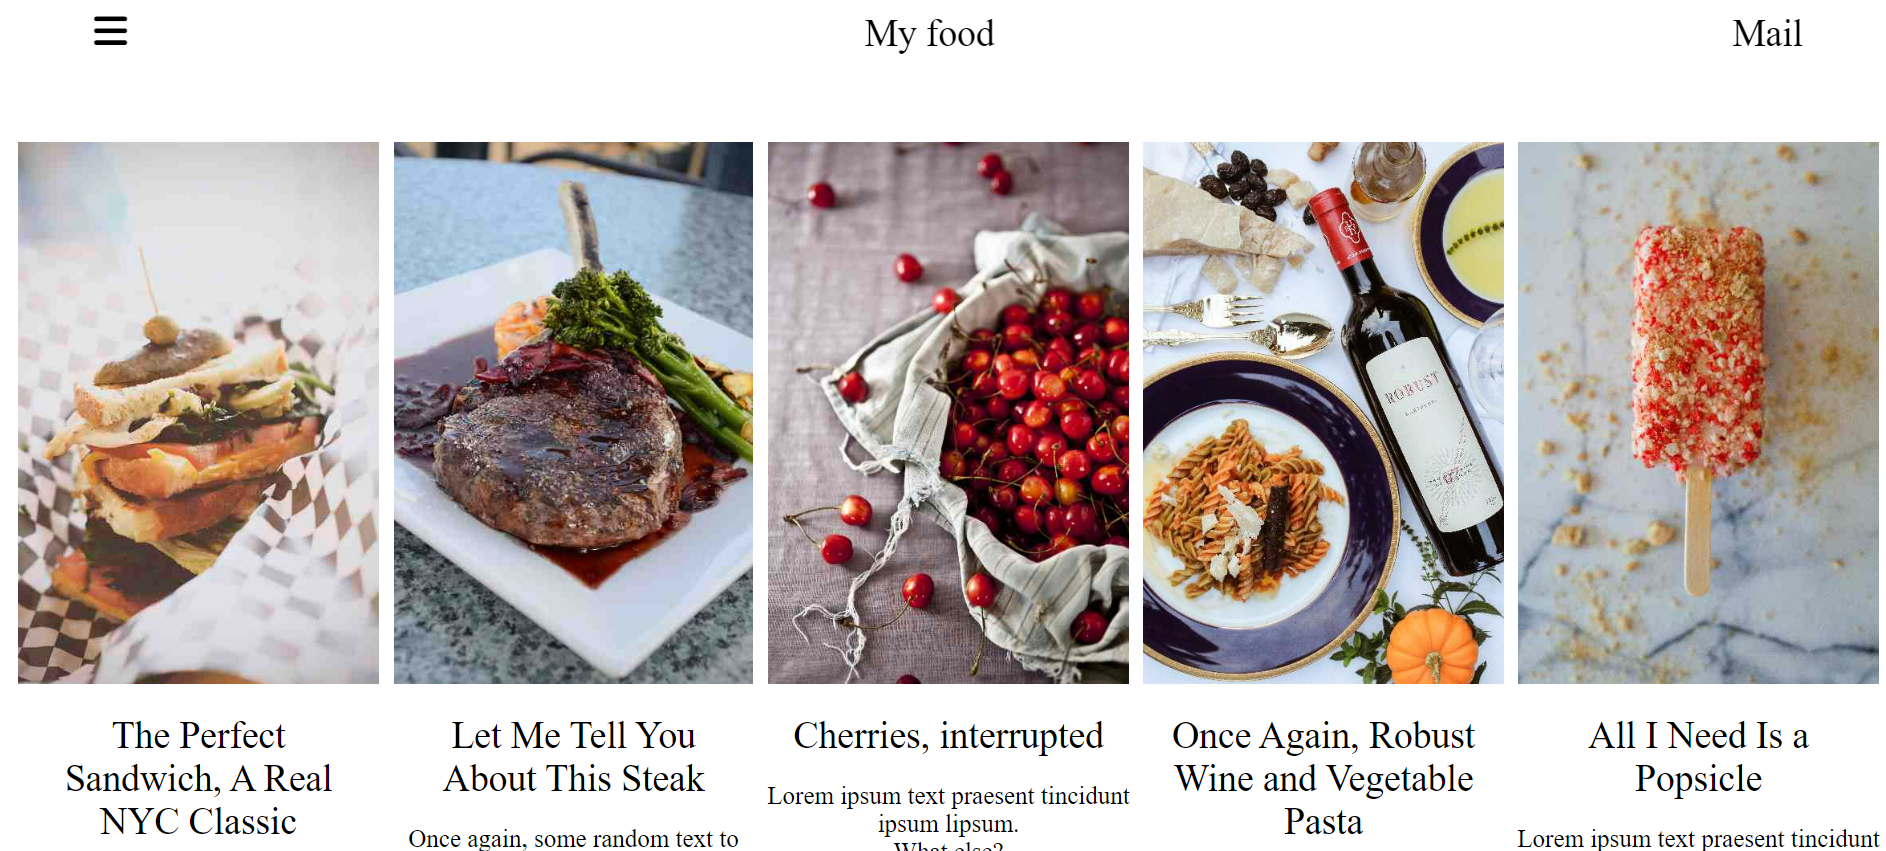 My food
Mail
ROBUST
The Perfect
Sandwich, A Real
NYC Classic
Let Me Tell You
About This Steak
Once again, some random text to
Cherries, interrupted
Lorem ipsum text praesent tincidunt
ipsum lipsum.
What else?
Once Again, Robust
Wine and Vegetable
Pasta
All I Need Is a
Popsicle
Lorem ipsum text praesent tincidunt